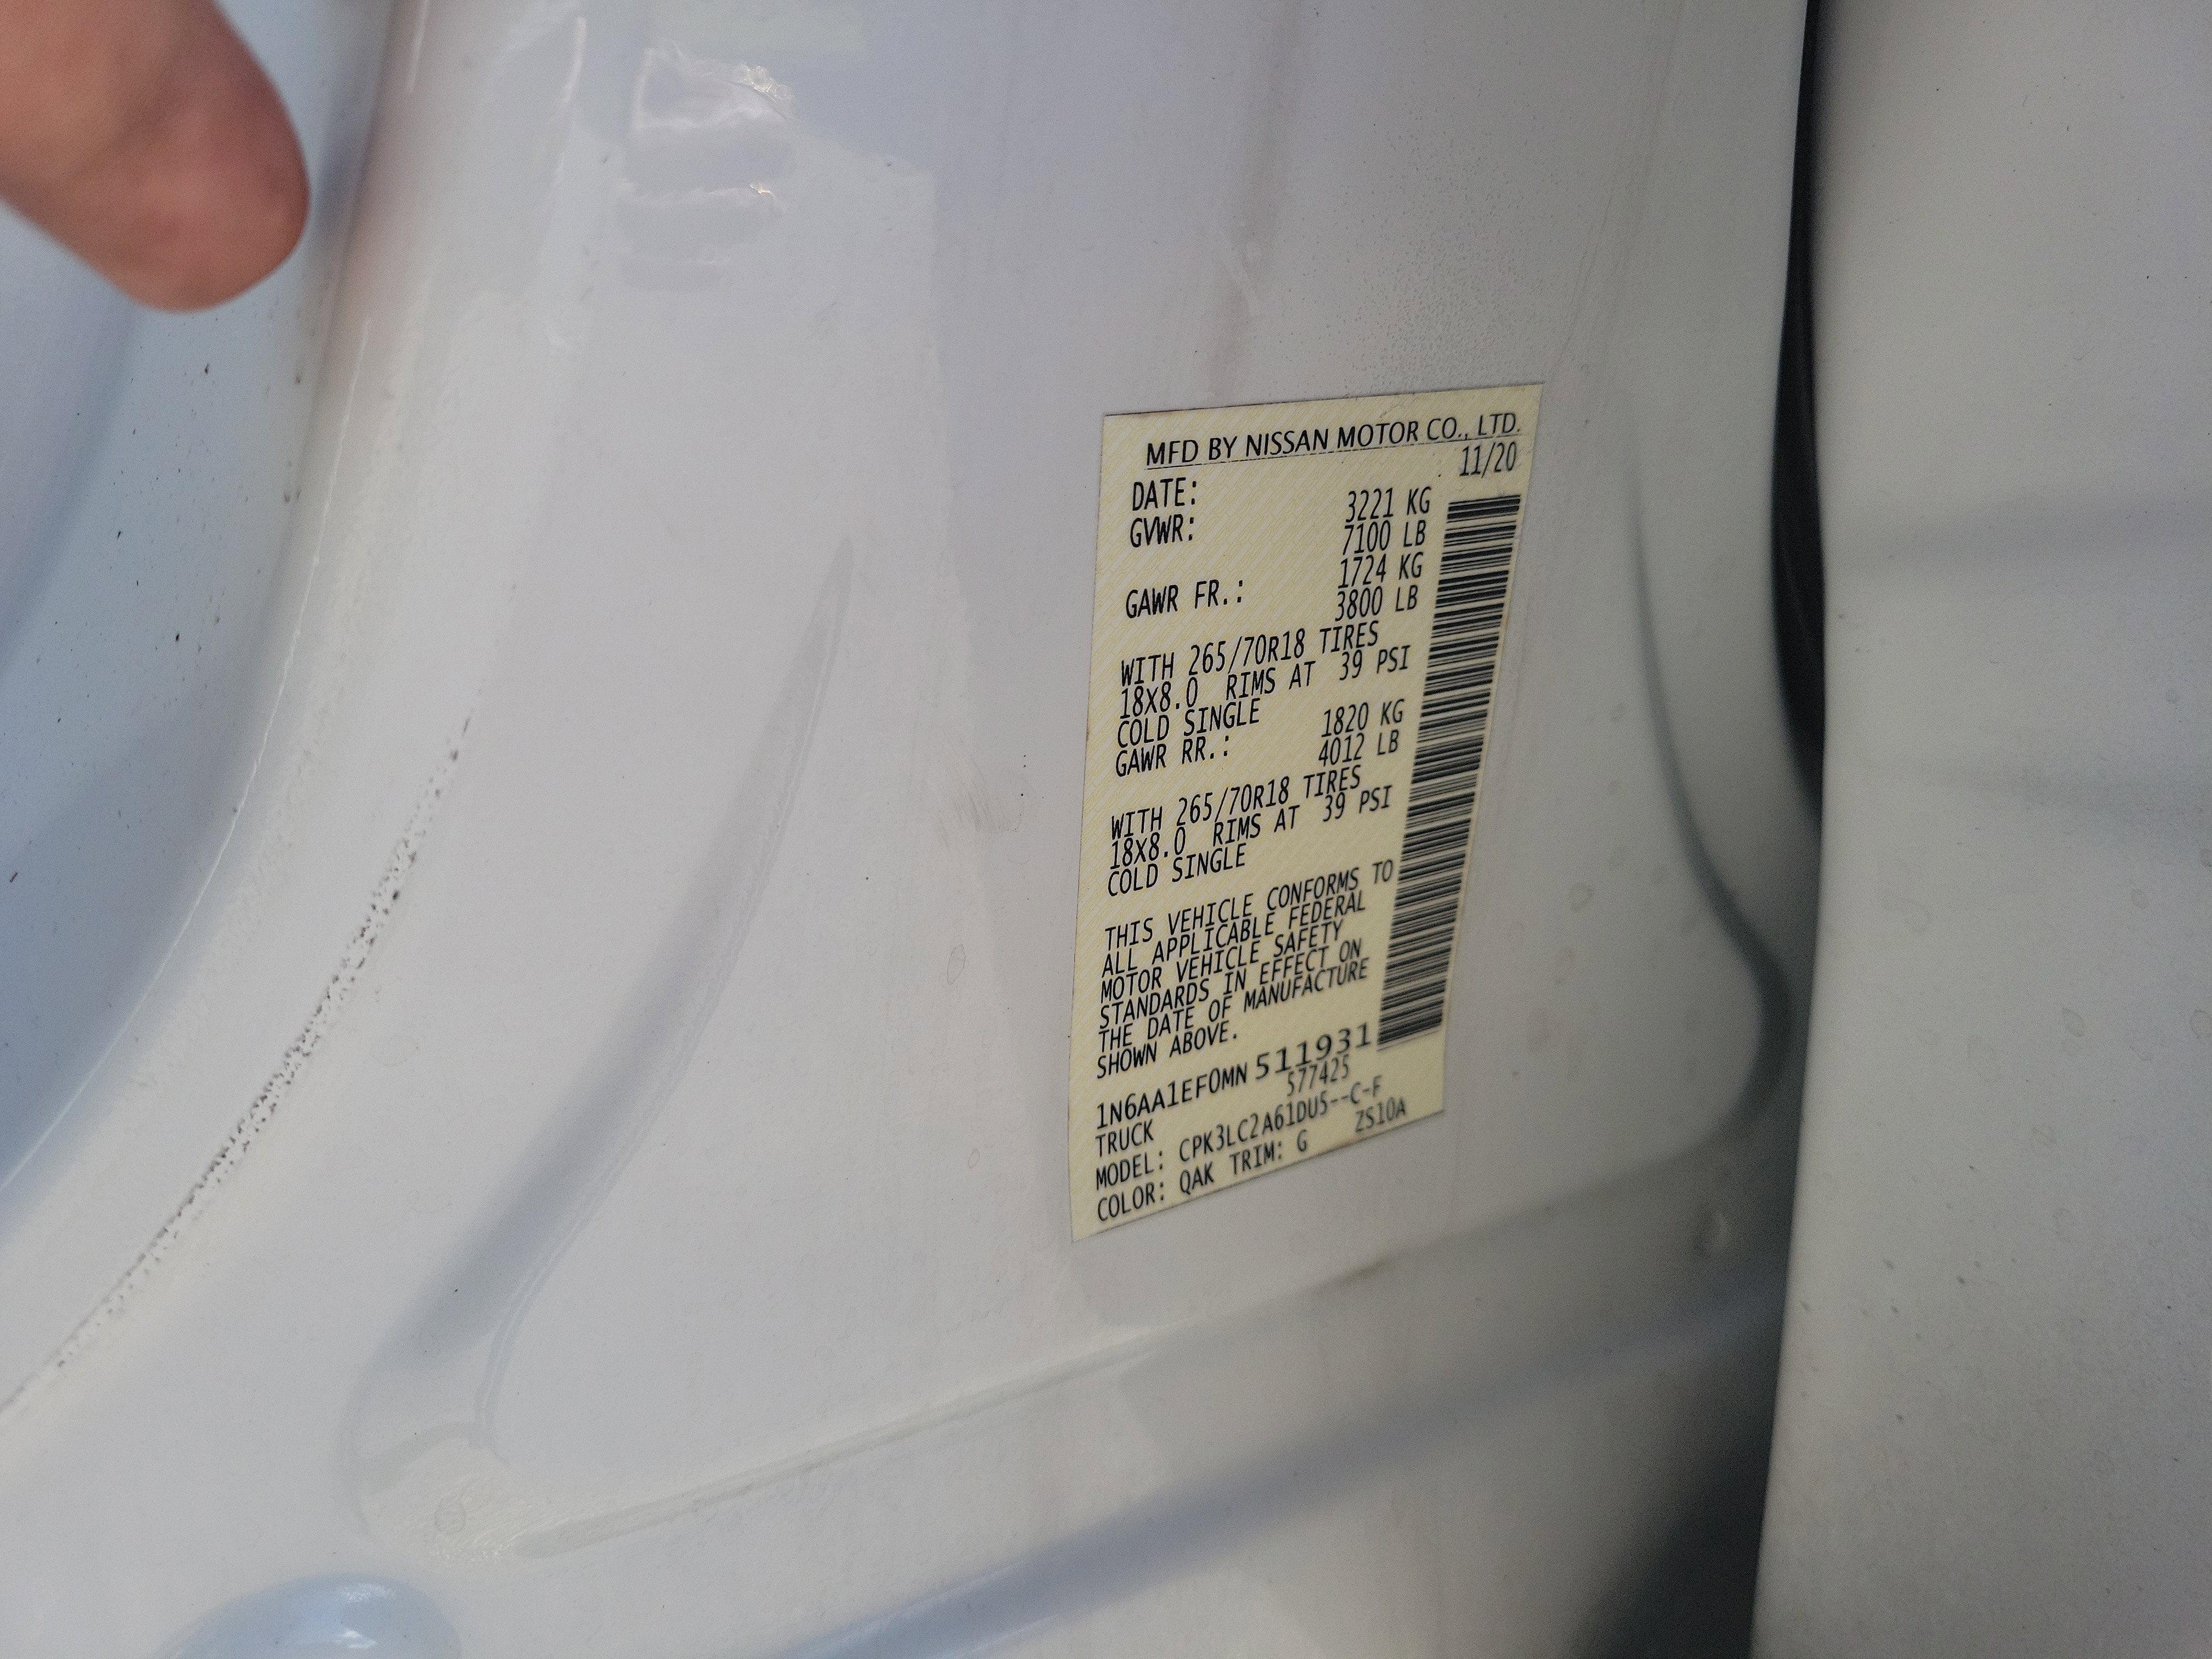 MFD BY NISSAN MOTOR CO., LTD.
DATE: 11/20
GVWR: 3221 KG
7100 LB
GAWR FR.: 1724 KG
3800 LB
WITH 265/70R18 TIRES
18X8.0 RIMS AT 39 PSI
COLD SINGLE
GAWR RR.: 1820 KG
4012 LB
WITH 265/70R18 TIRES
18X8.0 RIMS AT 39 PSI
COLD SINGLE
THIS VEHICLE CONFORMS TO
ALL APPLICABLE FEDERAL
MOTOR VEHICLE SAFETY
STANDARDS IN EFFECT ON
THE DATE OF MANUFACTURE
SHOWN ABOVE.
1N6AA1EF0MN 511931
TRUCK 577425
MODEL: CPK3LC2A61DU5--C-F
COLOR: QAK TRIM: G ZS10A